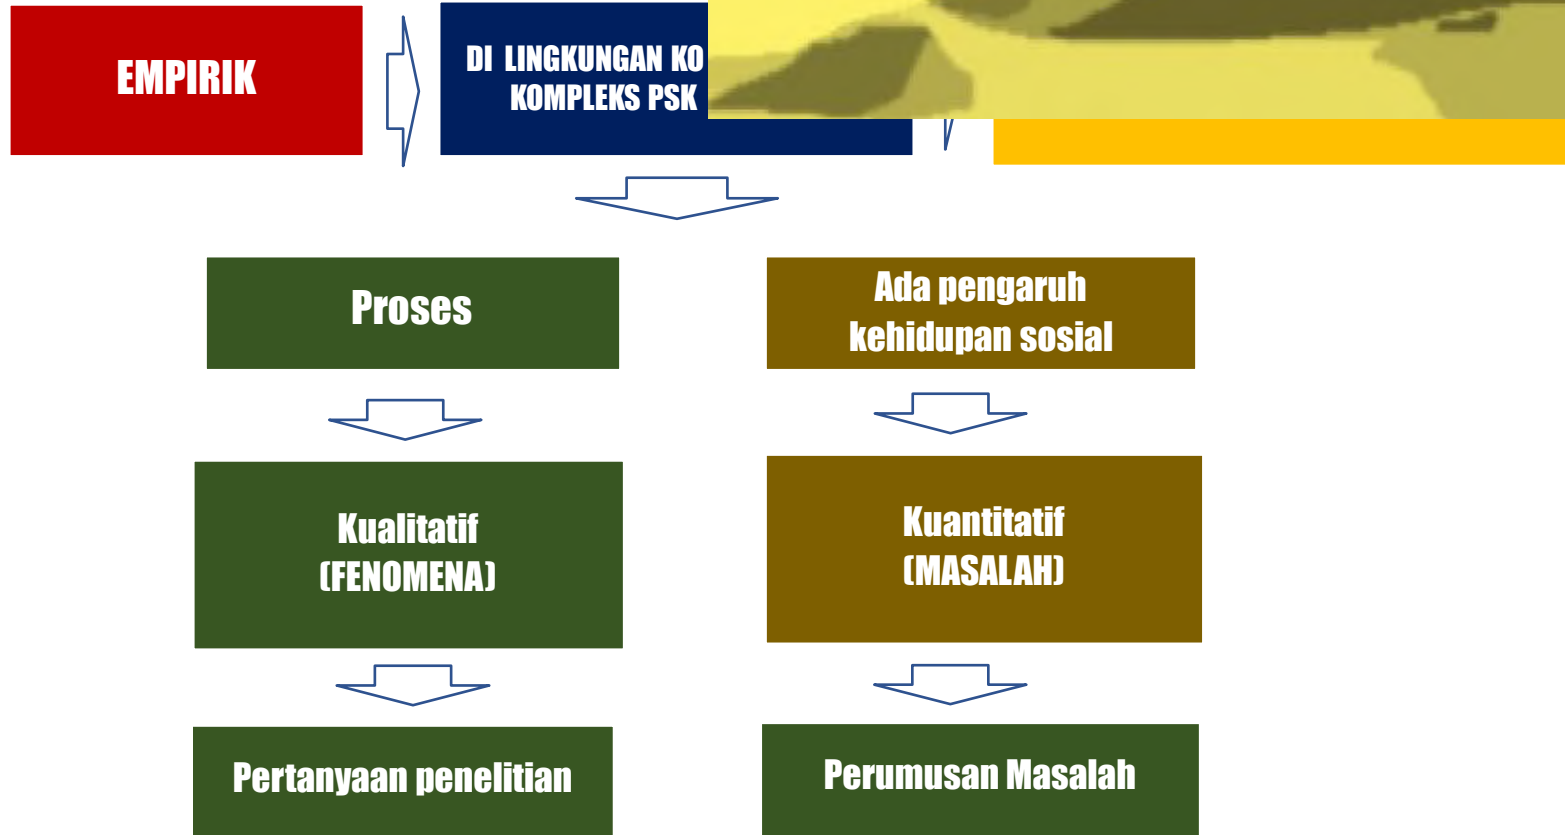 EMPIRIK
DI LINGKUNGAN KO
KOMPLEKS PSK
Proses
Ada pengaruh
kehidupan sosial
Kualitatif
(FENOMENA)
Kuantitatif
(MASALAH)
Pertanyaan penelitian
Perumusan Masalah